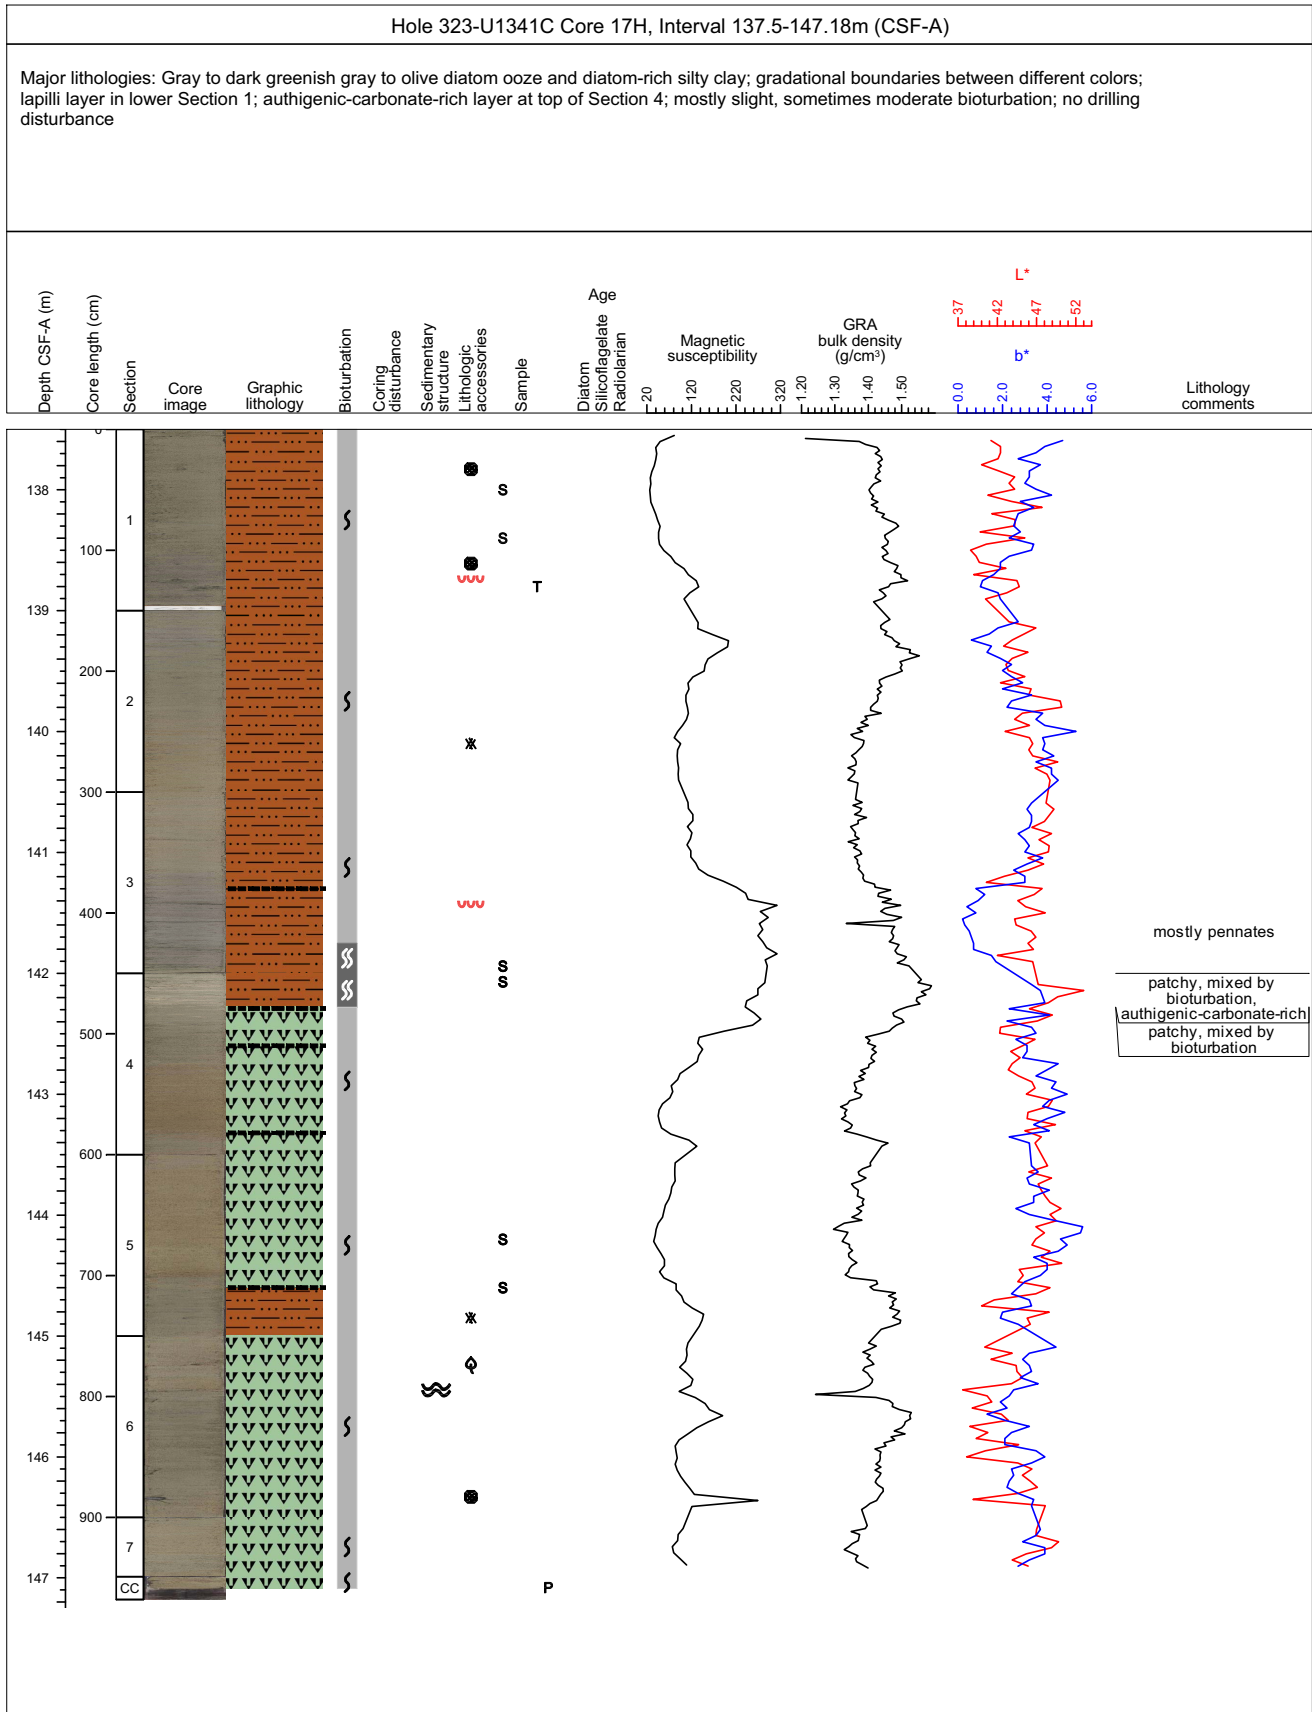 Hole 323-U1341C Core 17H, Interval 137.5-147.18m (CSF-A)
Major lithologies: Gray to dark greenish gray to olive diatom ooze and diatom-rich silty clay; gradational boundaries between different colors;
lapilli layer in lower Section 1; authigenic-carbonate-rich layer at top of Section 4; mostly slight, sometimes moderate bioturbation; no drilling
disturbance
Depth CSF-A (m)
Core length (cm)
Section
Core
image
Graphic
lithology
Bioturbation
Coring
disturbance
Sedimentary
structure
Lithologic
accessories
Sample
Age
Diatom
Silicoflagelate
Radiolarian
Magnetic
susceptibility
20 120 220 320
GRA
bulk density
(g/cm³)
1.20 1.30 1.40 1.50
L*
37 42 47 52
b*
0.0 2.0 4.0 6.0
Lithology
comments
0
138
S
1
S
100
T
139
200
2
140
300
141
3
400
mostly pennates
S
142
S
patchy, mixed by
bioturbation,
authigenic-carbonate-rich
500
patchy, mixed by
bioturbation
4
143
600
144
S
5
700
S
145
800
6
146
900
7
147
CC
P